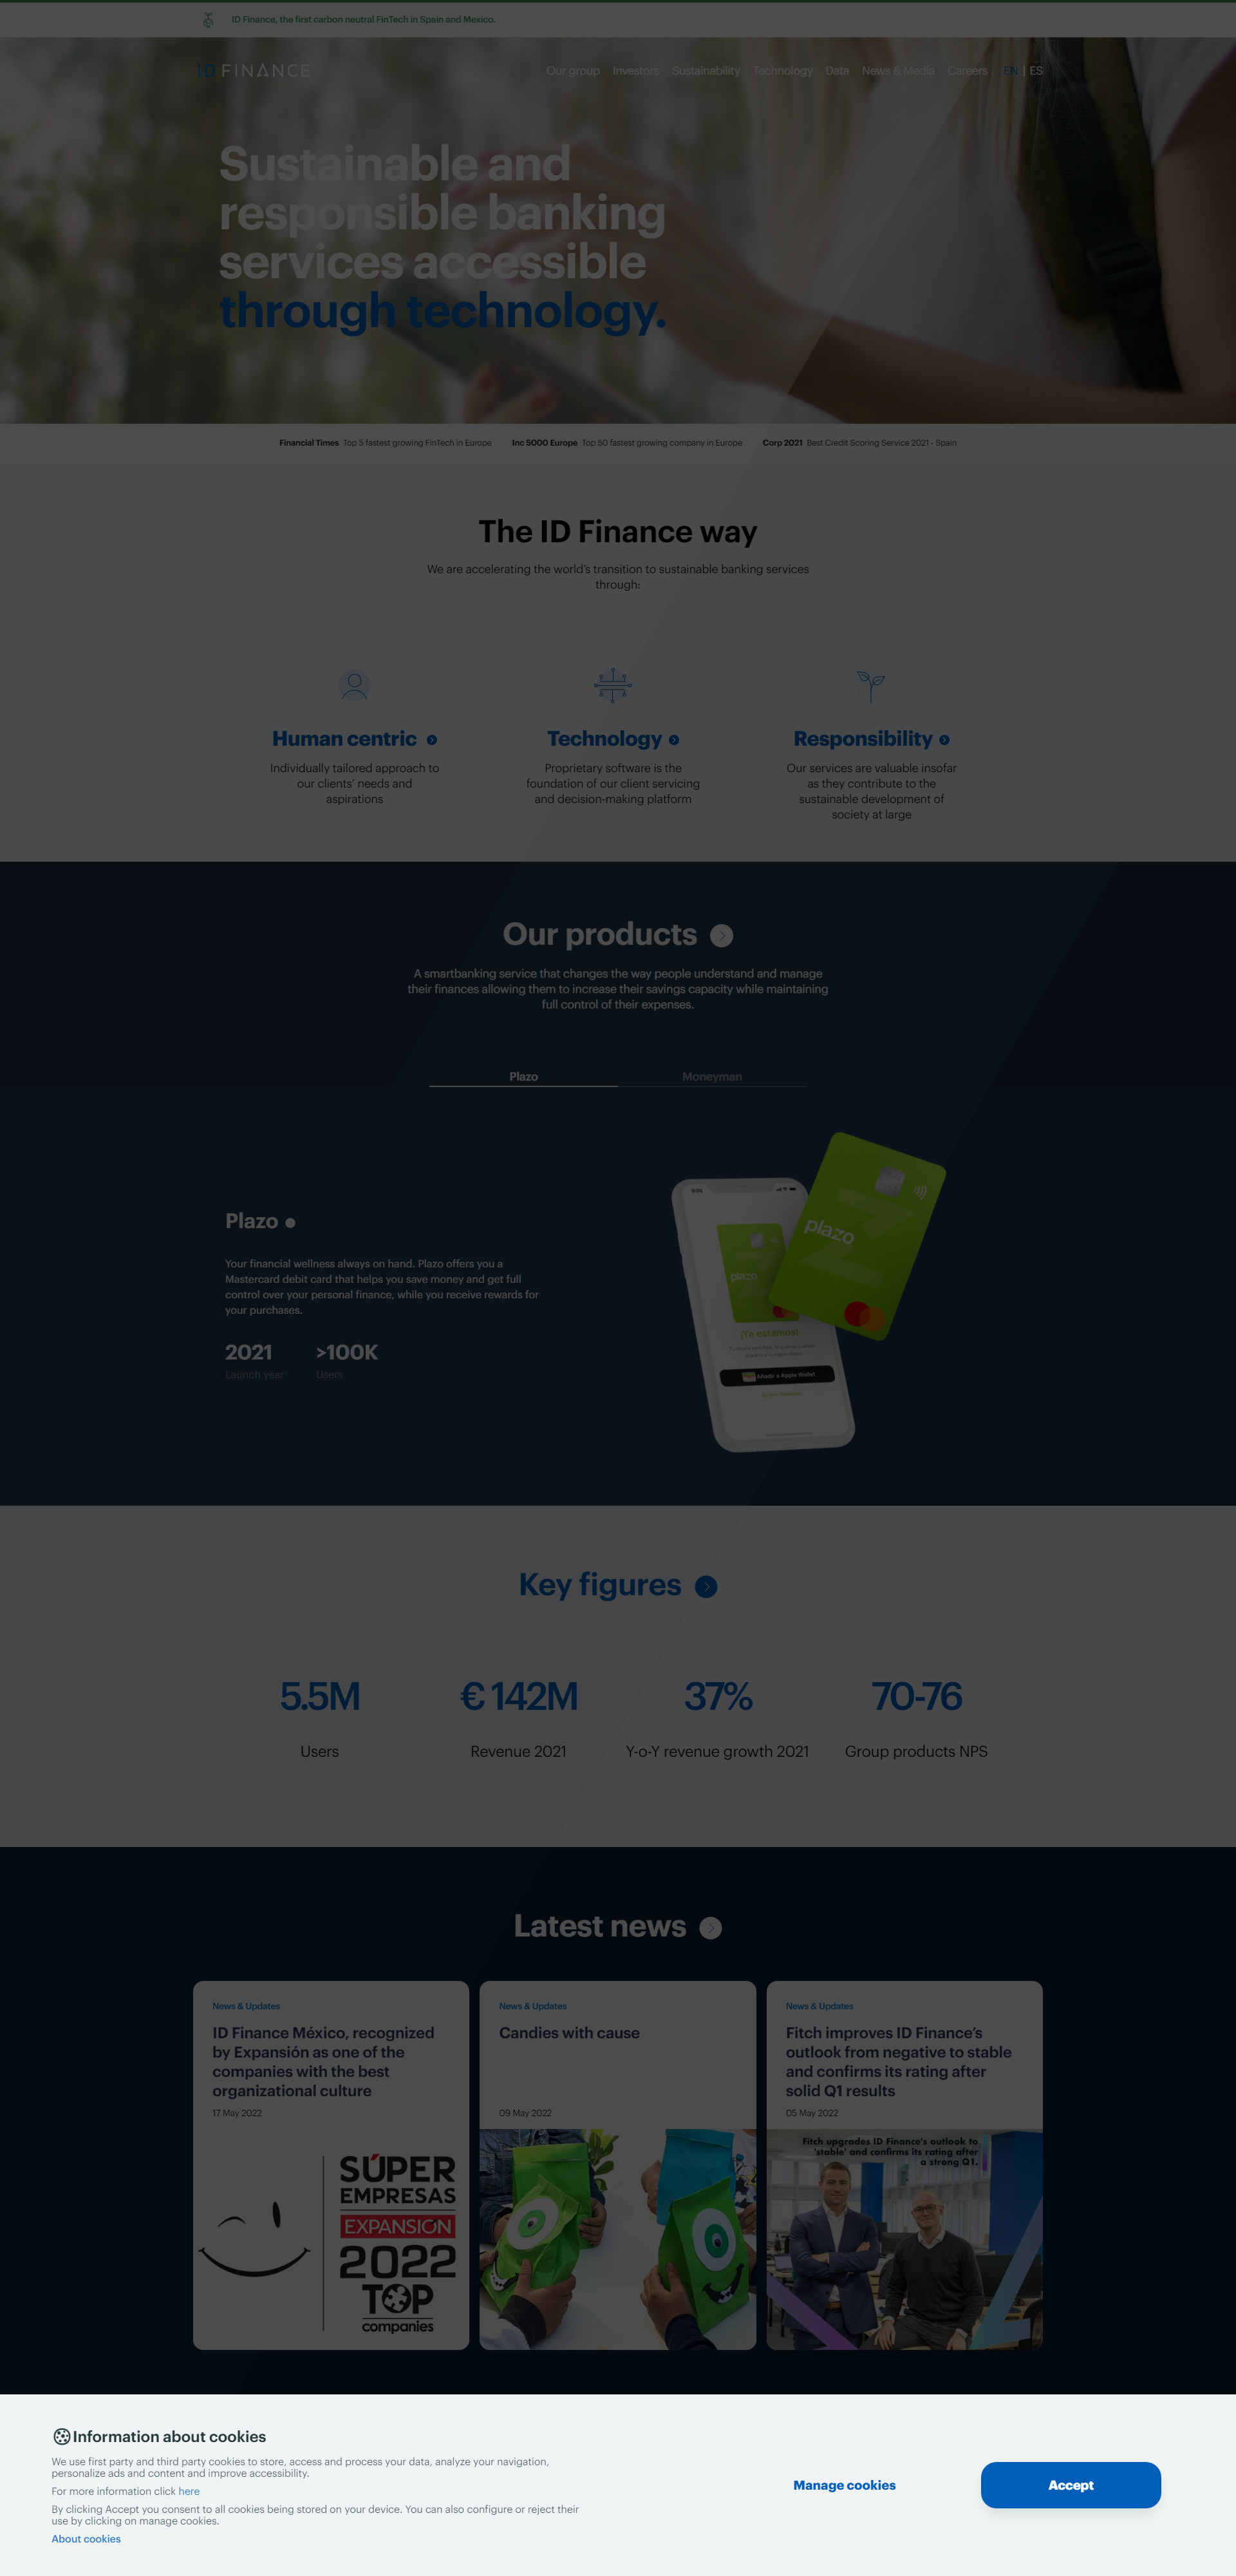 ID Finance, the first carbon neutral FinTech in Spain and Mexico.
ID FINANCE
Our group Investors Sustainability Technology Data News & Media Careers EN | ES
Sustainable and
responsible banking
services accessible
through technology.
Financial Times Top 5 fastest growing FinTech in Europe Inc 5000 Europe Top 50 fastest growing company in Europe Corp 2021 Best Credit Scoring Service 2021 - Spain
The ID Finance way
We are accelerating the world's transition to sustainable banking services
through:
Human centric
Individually tailored approach to
our clients' needs and
aspirations
Technology
Proprietary software is the
foundation of our client servicing
and decision-making platform
Responsibility
Our services are valuable insofar
as they contribute to the
sustainable development of
society at large
Our products
A smartbanking service that changes the way people understand and manage
their finances allowing them to increase their savings capacity while maintaining
full control of their expenses.
Plazo Moneyman
Plazo
Your financial wellness always on hand. Plazo offers you a
Mastercard debit card that helps you save money and get full
control over your personal finance, while you receive rewards for
your purchases.
2021 >100K
Launch year Users
plazo
plazo
¡Ya estamos!
Añadir a Apple Wallet
Key figures
5.5M
Users
€ 142M
Revenue 2021
37%
Y-o-Y revenue growth 2021
70-76
Group products NPS
Latest news
News & Updates
ID Finance México, recognized
by Expansión as one of the
companies with the best
organizational culture
17 May 2022
SÚPER
EMPRESAS
EXPANSIÓN
2022
TOP
companies
News & Updates
Candies with cause
09 May 2022
News & Updates
Fitch improves ID Finance's
outlook from negative to stable
and confirms its rating after
solid Q1 results
05 May 2022
Fitch upgrades ID Finance's outlook to
'stable' and confirms its rating after
a strong Q1.
Information about cookies
We use first party and third party cookies to store, access and process your data, analyze your navigation,
personalize ads and content and improve accessibility.
For more information click here
By clicking Accept you consent to all cookies being stored on your device. You can also configure or reject their
use by clicking on manage cookies.
About cookies
Manage cookies
Accept